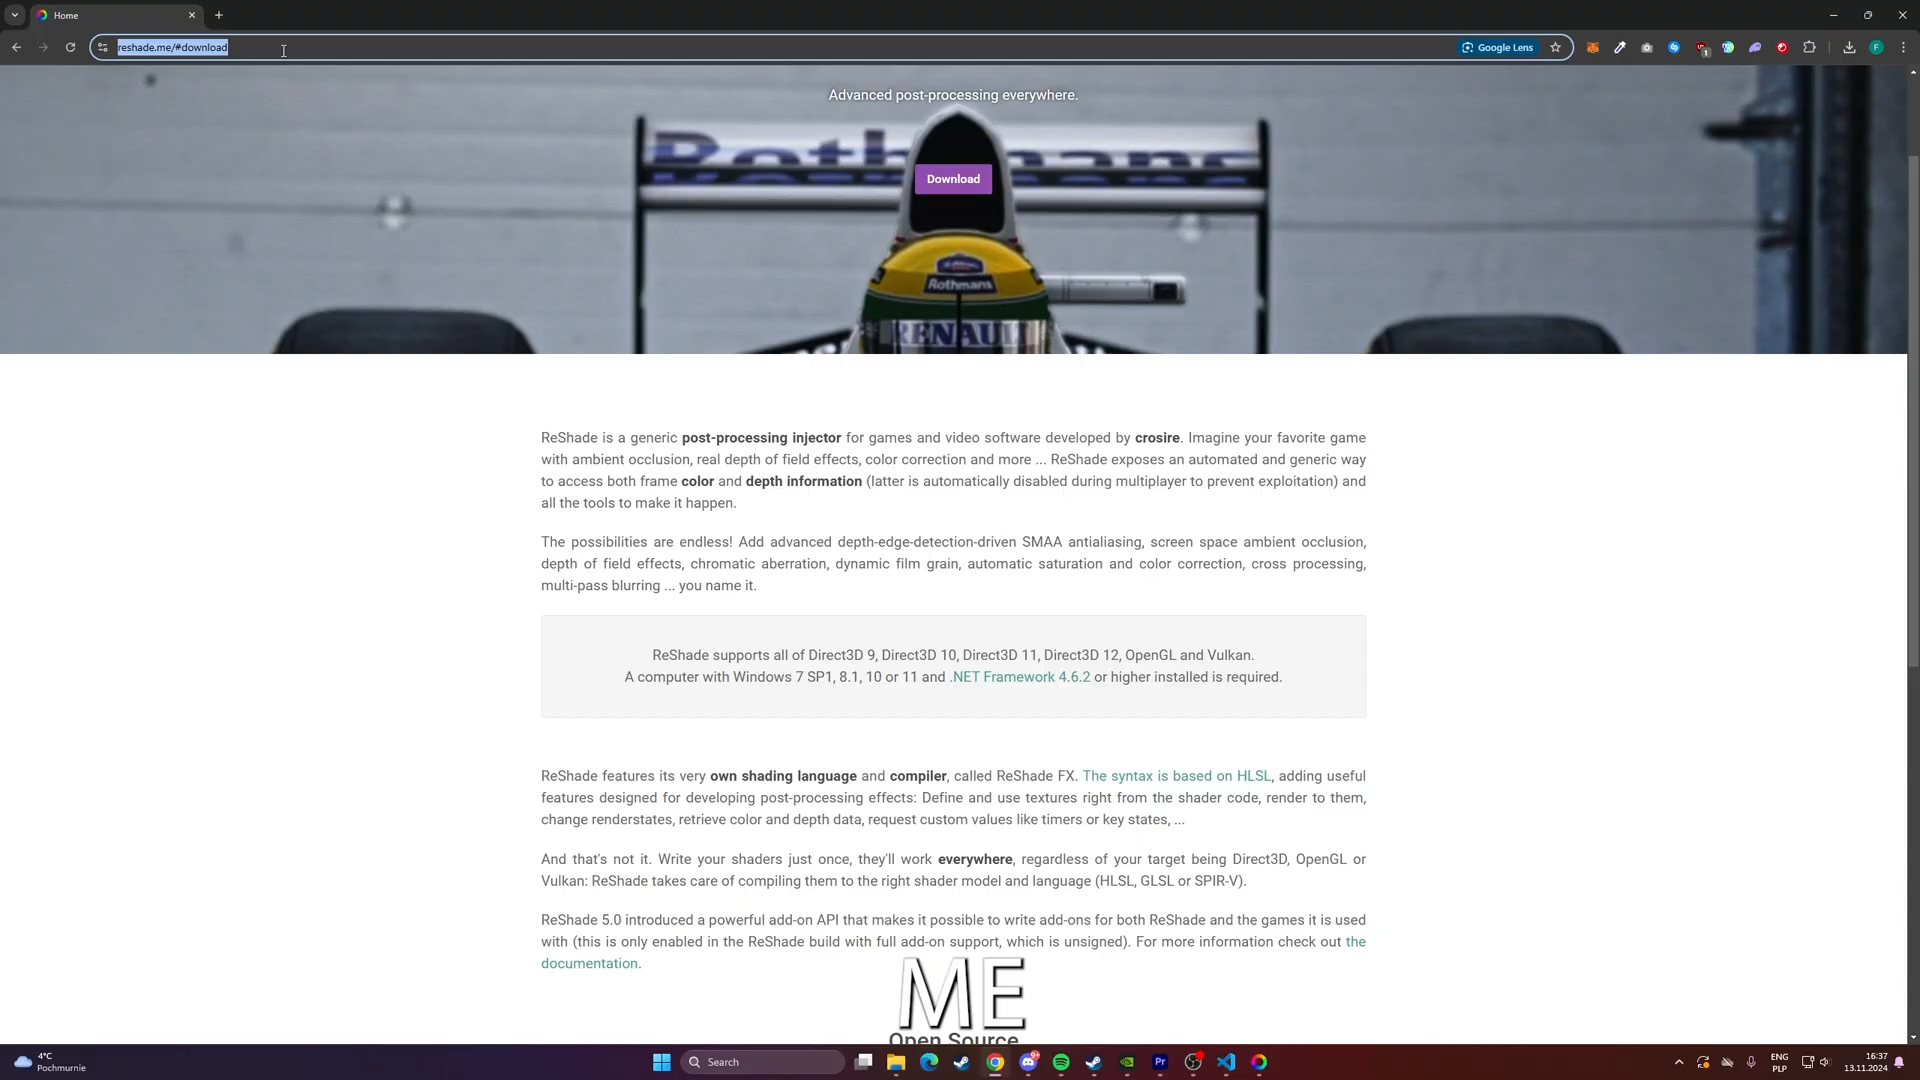 Home
reshade.me/#download
Google Lens
F
1
Advanced post-processing everywhere.
Rothmans
Download
Rothmans
RENAULT
ReShade is a generic post-processing injector for games and video software developed by crosire. Imagine your favorite game
with ambient occlusion, real depth of field effects, color correction and more ... ReShade exposes an automated and generic way
to access both frame color and depth information (latter is automatically disabled during multiplayer to prevent exploitation) and
all the tools to make it happen.
The possibilities are endless! Add advanced depth-edge-detection-driven SMAA antialiasing, screen space ambient occlusion,
depth of field effects, chromatic aberration, dynamic film grain, automatic saturation and color correction, cross processing,
multi-pass blurring ... you name it.
ReShade supports all of Direct3D 9, Direct3D 10, Direct3D 11, Direct3D 12, OpenGL and Vulkan.
A computer with Windows 7 SP1, 8.1, 10 or 11 and .NET Framework 4.6.2 or higher installed is required.
ReShade features its very own shading language and compiler, called ReShade FX. The syntax is based on HLSL, adding useful
features designed for developing post-processing effects: Define and use textures right from the shader code, render to them,
change renderstates, retrieve color and depth data, request custom values like timers or key states, ...
And that's not it. Write your shaders just once, they'll work everywhere, regardless of your target being Direct3D, OpenGL or
Vulkan: ReShade takes care of compiling them to the right shader model and language (HLSL, GLSL or SPIR-V).
ReShade 5.0 introduced a powerful add-on API that makes it possible to write add-ons for both ReShade and the games it is used
with (this is only enabled in the ReShade build with full add-on support, which is unsigned). For more information check out the
documentation.
ME
Open Source
4°C
Pochmurnie
Search
Pr
ENG
PLP
16:37
13.11.2024